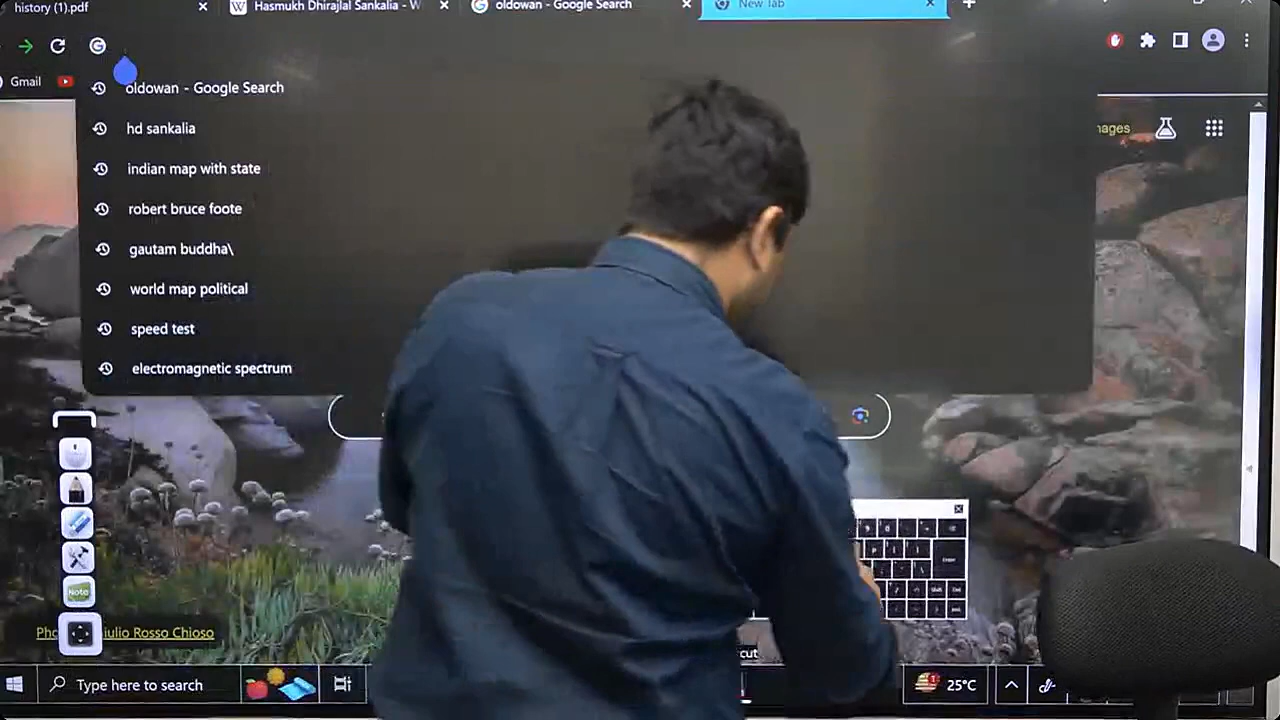 history (1).pdf
Hasmukh Dhirajlal Sankalia - W
oldowan - Google Search
New Tab
Gmail
oldowan - Google Search
hd sankalia
indian map with state
robert bruce foote
gautam buddha\
world map political
speed test
electromagnetic spectrum
nages
Note
Pho
iulio Rosso Chioso
cut
Type here to search
25°C